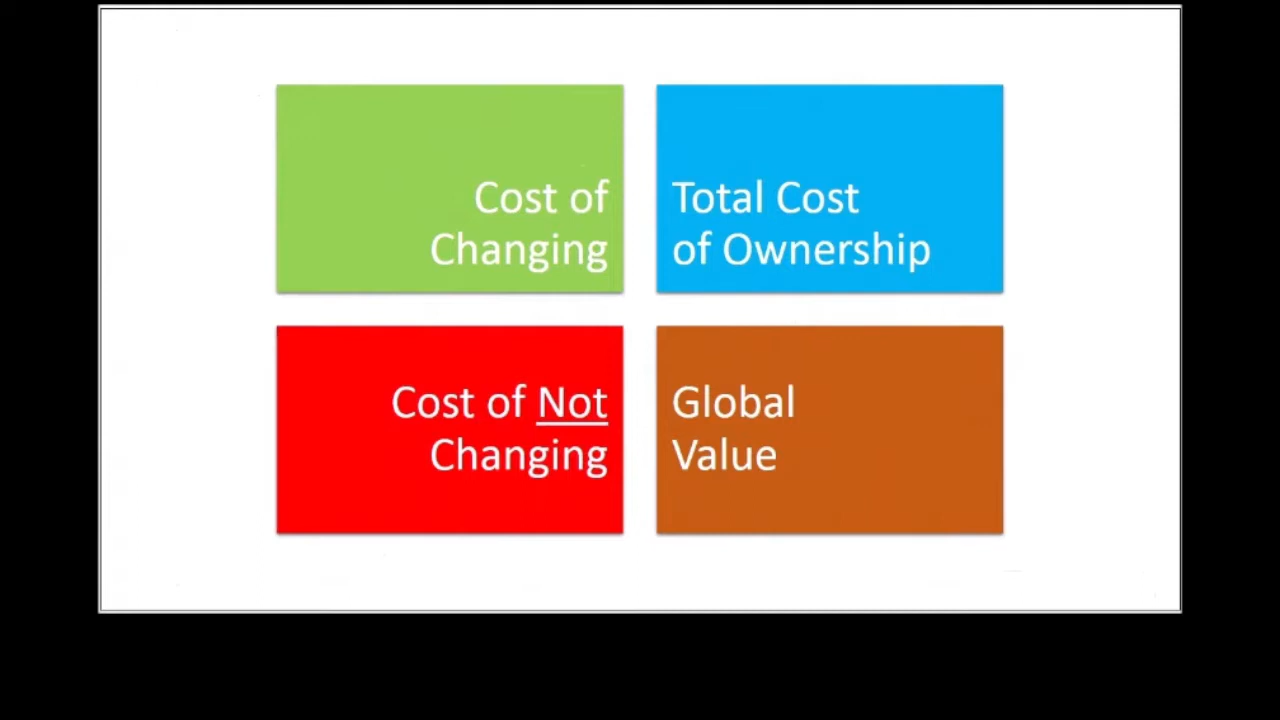 Cost of
Changing
Total Cost
of Ownership
Cost of Not
Changing
Global
Value